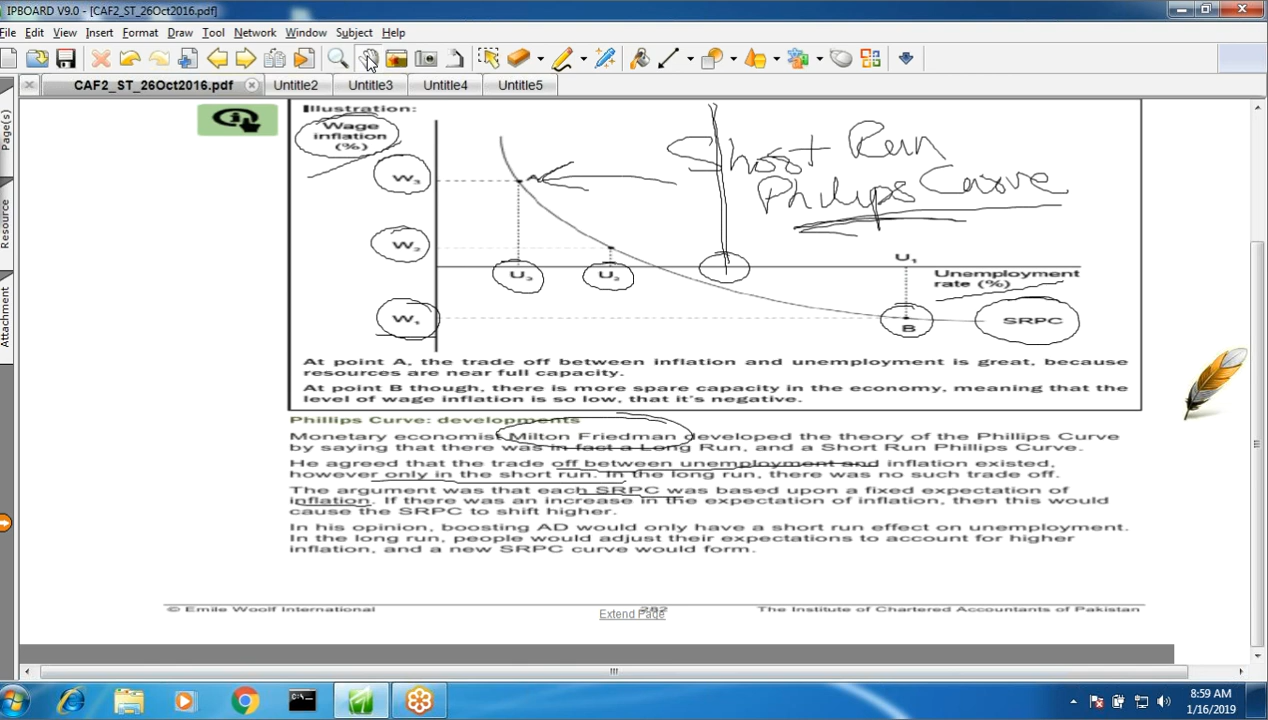 IPBOARD V9.0 - [CAF2_ST_26Oct2016.pdf]
File Edit View Insert Format Draw Tool Network Window Subject Help
CAF2_ST_26Oct2016.pdf Untitle2 Untitle3 Untitle4 Untitle5
Page(s)
Resource
Attachment
Illustration:
Wage
inflation
(%)
Short Run
Philips Curve
W₃
W₂
W₁
U₃ U₂ U₁
Unemployment
rate (%)
B
SRPC
At point A, the trade off between inflation and unemployment is great, because
resources are near full capacity.
At point B though, there is more spare capacity in the economy, meaning that the
level of wage inflation is so low, that it's negative.
Phillips Curve: developments
Monetary economist Milton Friedman developed the theory of the Phillips Curve
by saying that there was in fact a Long Run, and a Short Run Phillips Curve.
He agreed that the trade off between unemployment and inflation existed,
however only in the short run. In the long run, there was no such trade off.
The argument was that each SRPC was based upon a fixed expectation of
inflation. If there was an increase in the expectation of inflation, then this would
cause the SRPC to shift higher.
In his opinion, boosting AD would only have a short run effect on unemployment.
In the long run, people would adjust their expectations to account for higher
inflation, and a new SRPC curve would form.
© Emile Woolf International 282 The Institute of Chartered Accountants of Pakistan
Extend Page
8:59 AM
1/16/2019